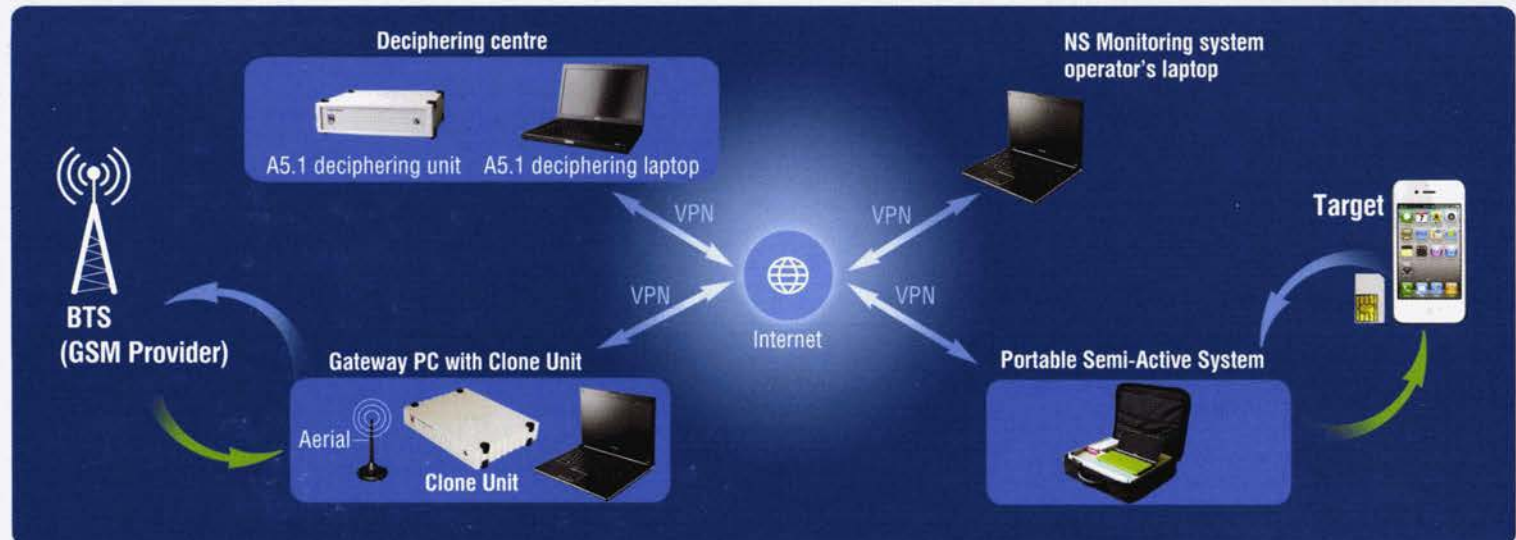 Deciphering centre
A5.1 deciphering unit
A5.1 deciphering laptop
NS Monitoring system
operator's laptop
Target
BTS
(GSM Provider)
VPN
VPN
VPN
VPN
Internet
Gateway PC with Clone Unit
Aerial
Clone Unit
Portable Semi-Active System